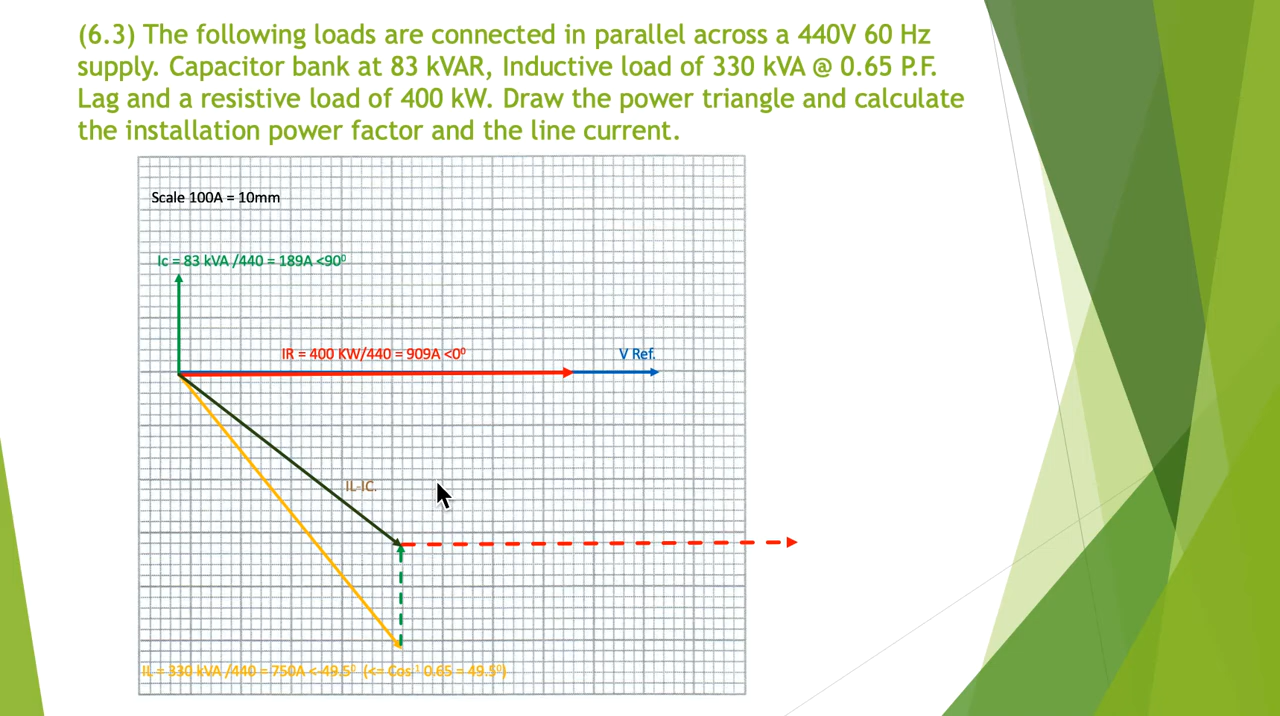 (6.3) The following loads are connected in parallel across a 440V 60 Hz
supply. Capacitor bank at 83 kVAR, Inductive load of 330 kVA @ 0.65 P.F.
Lag and a resistive load of 400 kW. Draw the power triangle and calculate
the installation power factor and the line current.
Scale 100A = 10mm
Ic = 83 kVA /440 = 189A <90⁰
IR = 400 KW/440 = 909A <0⁰
V Ref.
IL-IC.
IL = 330 kVA /440 = 750A <-49.5⁰ (<= Cos⁻¹ 0.65 = 49.5⁰)